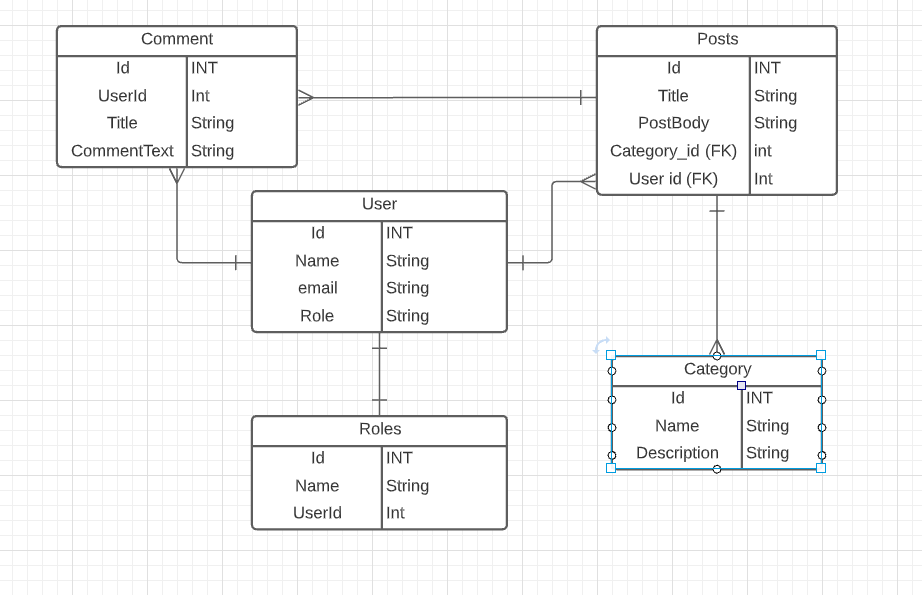 Comment
Id INT
UserId Int
Title String
CommentText String
Posts
Id INT
Title String
PostBody String
Category_id (FK) int
User id (FK) Int
User
Id INT
Name String
email String
Role String
Category
Id INT
Name String
Description String
Roles
Id INT
Name String
UserId Int